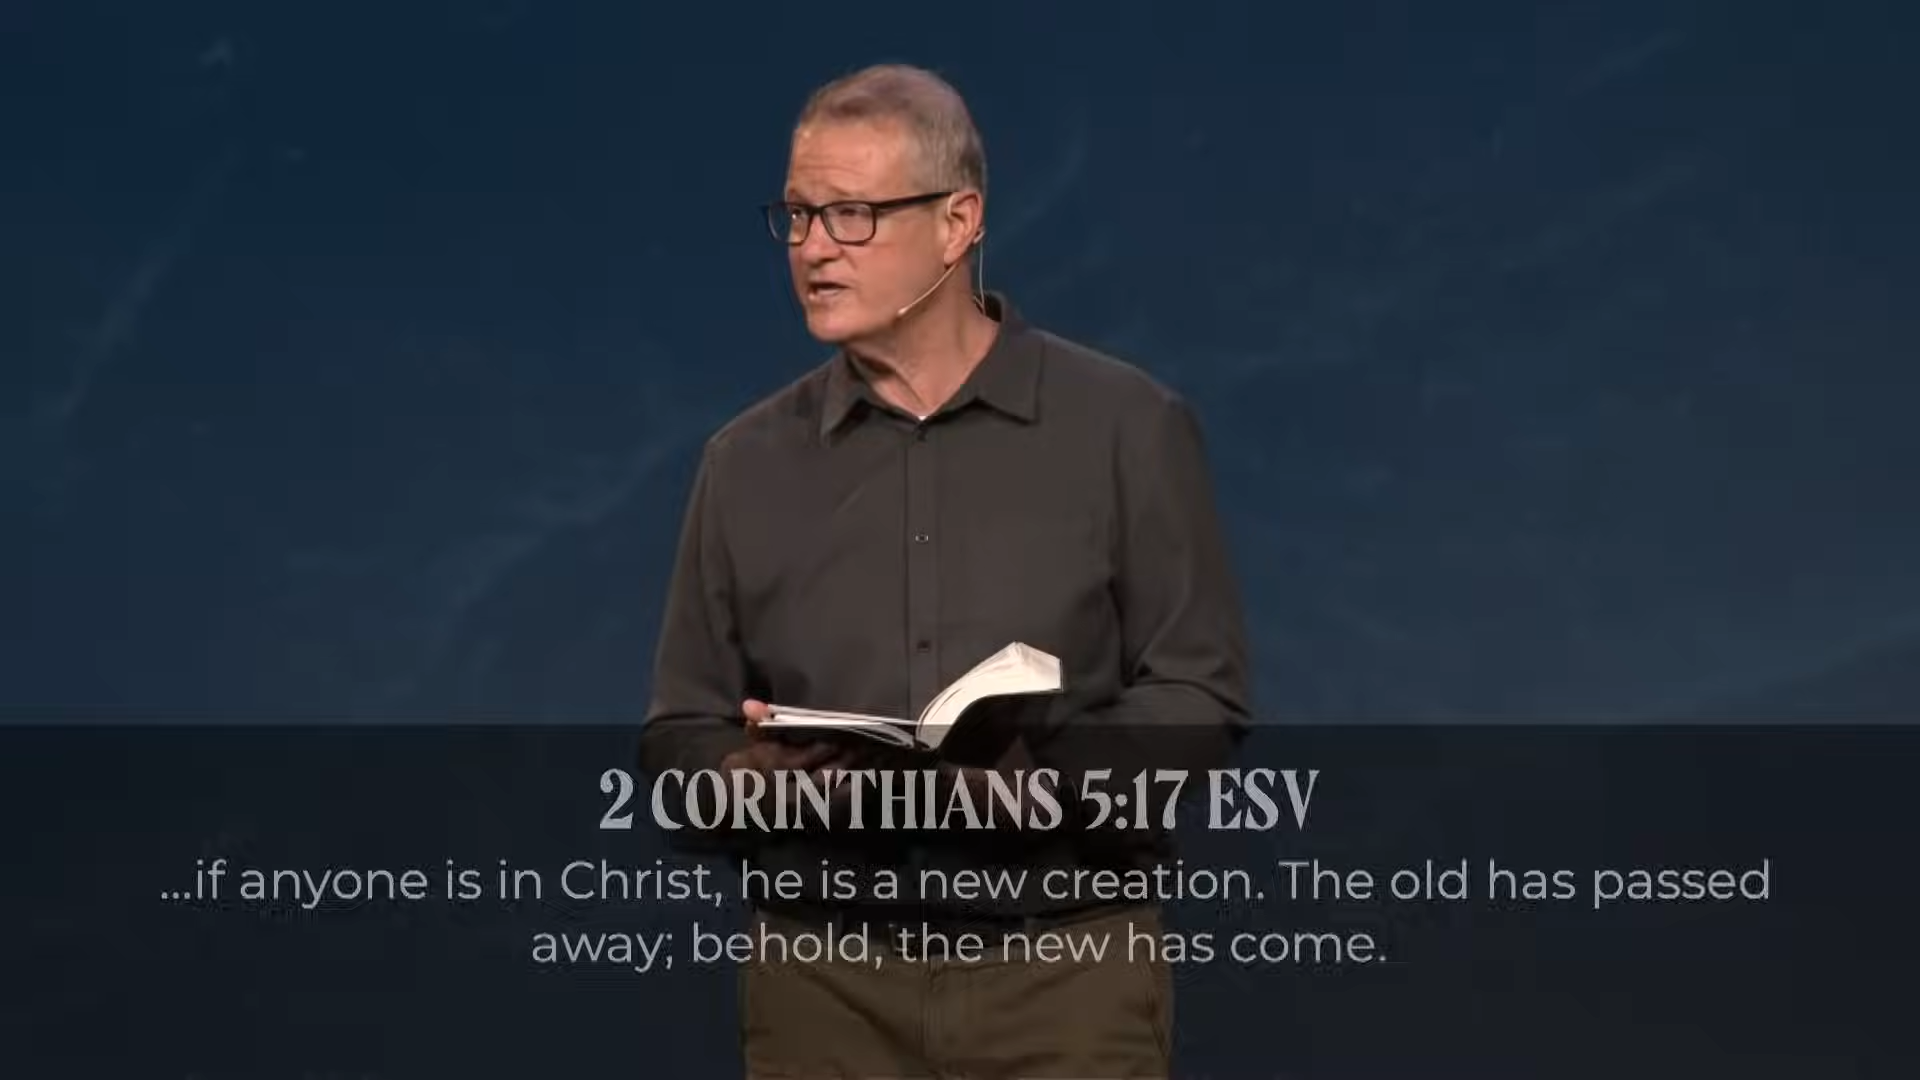 2 CORINTHIANS 5:17 ESV
...if anyone is in Christ, he is a new creation. The old has passed
away; behold, the new has come.